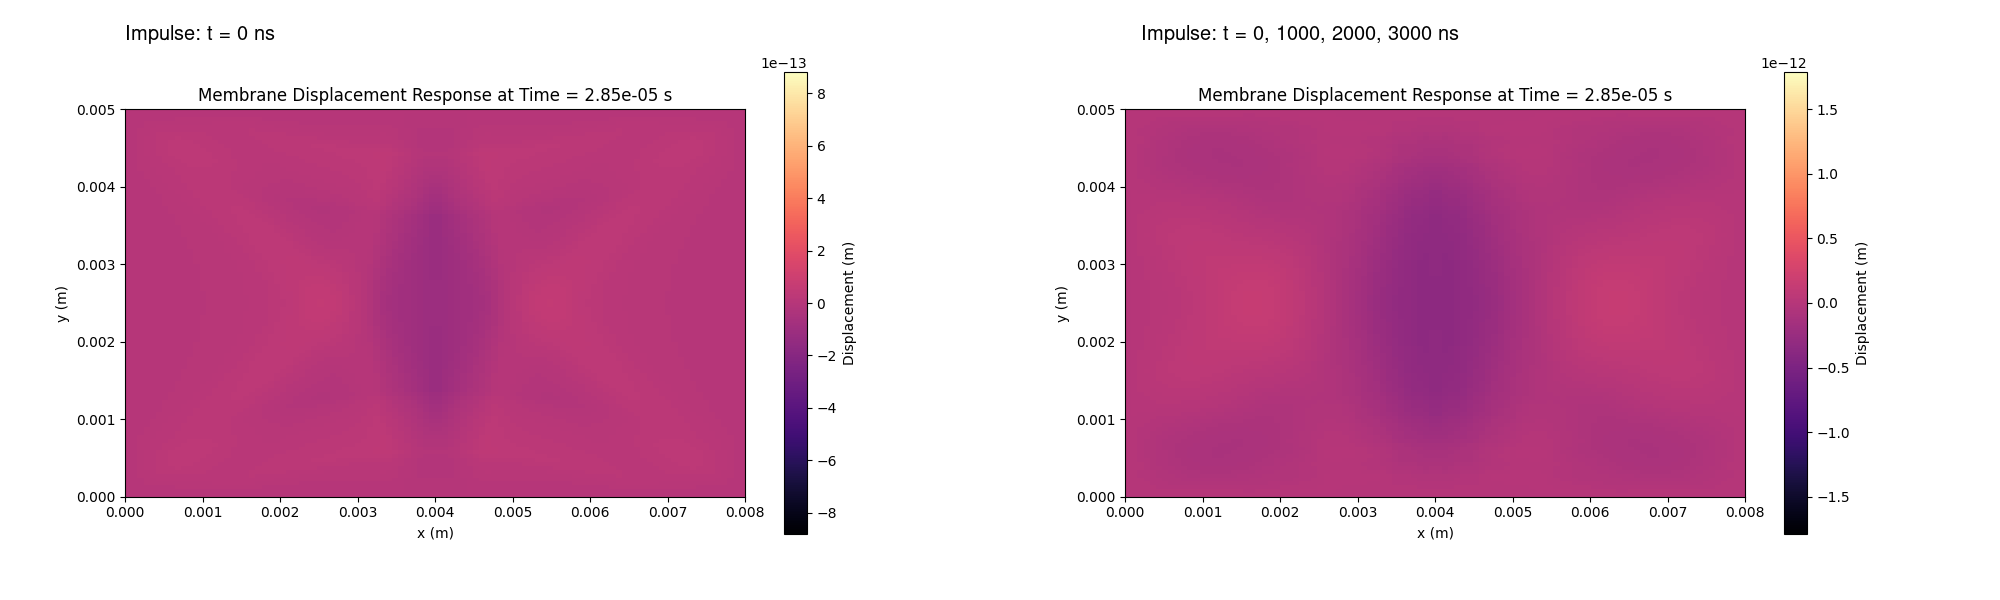 Impulse: t = 0 ns
1e−13
Membrane Displacement Response at Time = 2.85e-05 s
0.005
0.004
0.003
0.002
0.001
0.000
y (m)
0.000 0.001 0.002 0.003 0.004 0.005 0.006 0.007 0.008
x (m)
8
6
4
2
0
−2
−4
−6
−8
Displacement (m)
Impulse: t = 0, 1000, 2000, 3000 ns
1e−12
Membrane Displacement Response at Time = 2.85e-05 s
0.005
0.004
0.003
0.002
0.001
0.000
y (m)
0.000 0.001 0.002 0.003 0.004 0.005 0.006 0.007 0.008
x (m)
1.5
1.0
0.5
0.0
−0.5
−1.0
−1.5
Displacement (m)